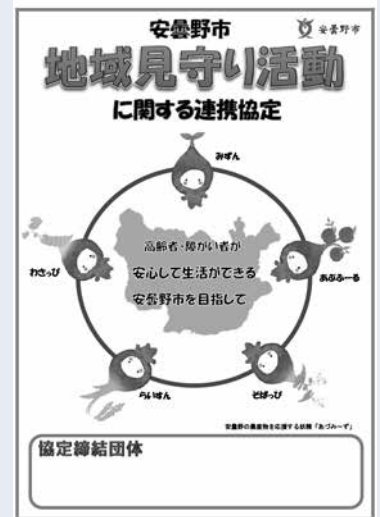 安曇野市
安曇野市
地域見守り活動
に関する連携協定
みずん
わさっぴ
あぷふ〜る
高齢者・障がい者が
安心して生活ができる
安曇野市を目指して
らいすん
そばっぴ
安曇野の農産物を応援する妖精「あづみ〜ず」
協定締結団体